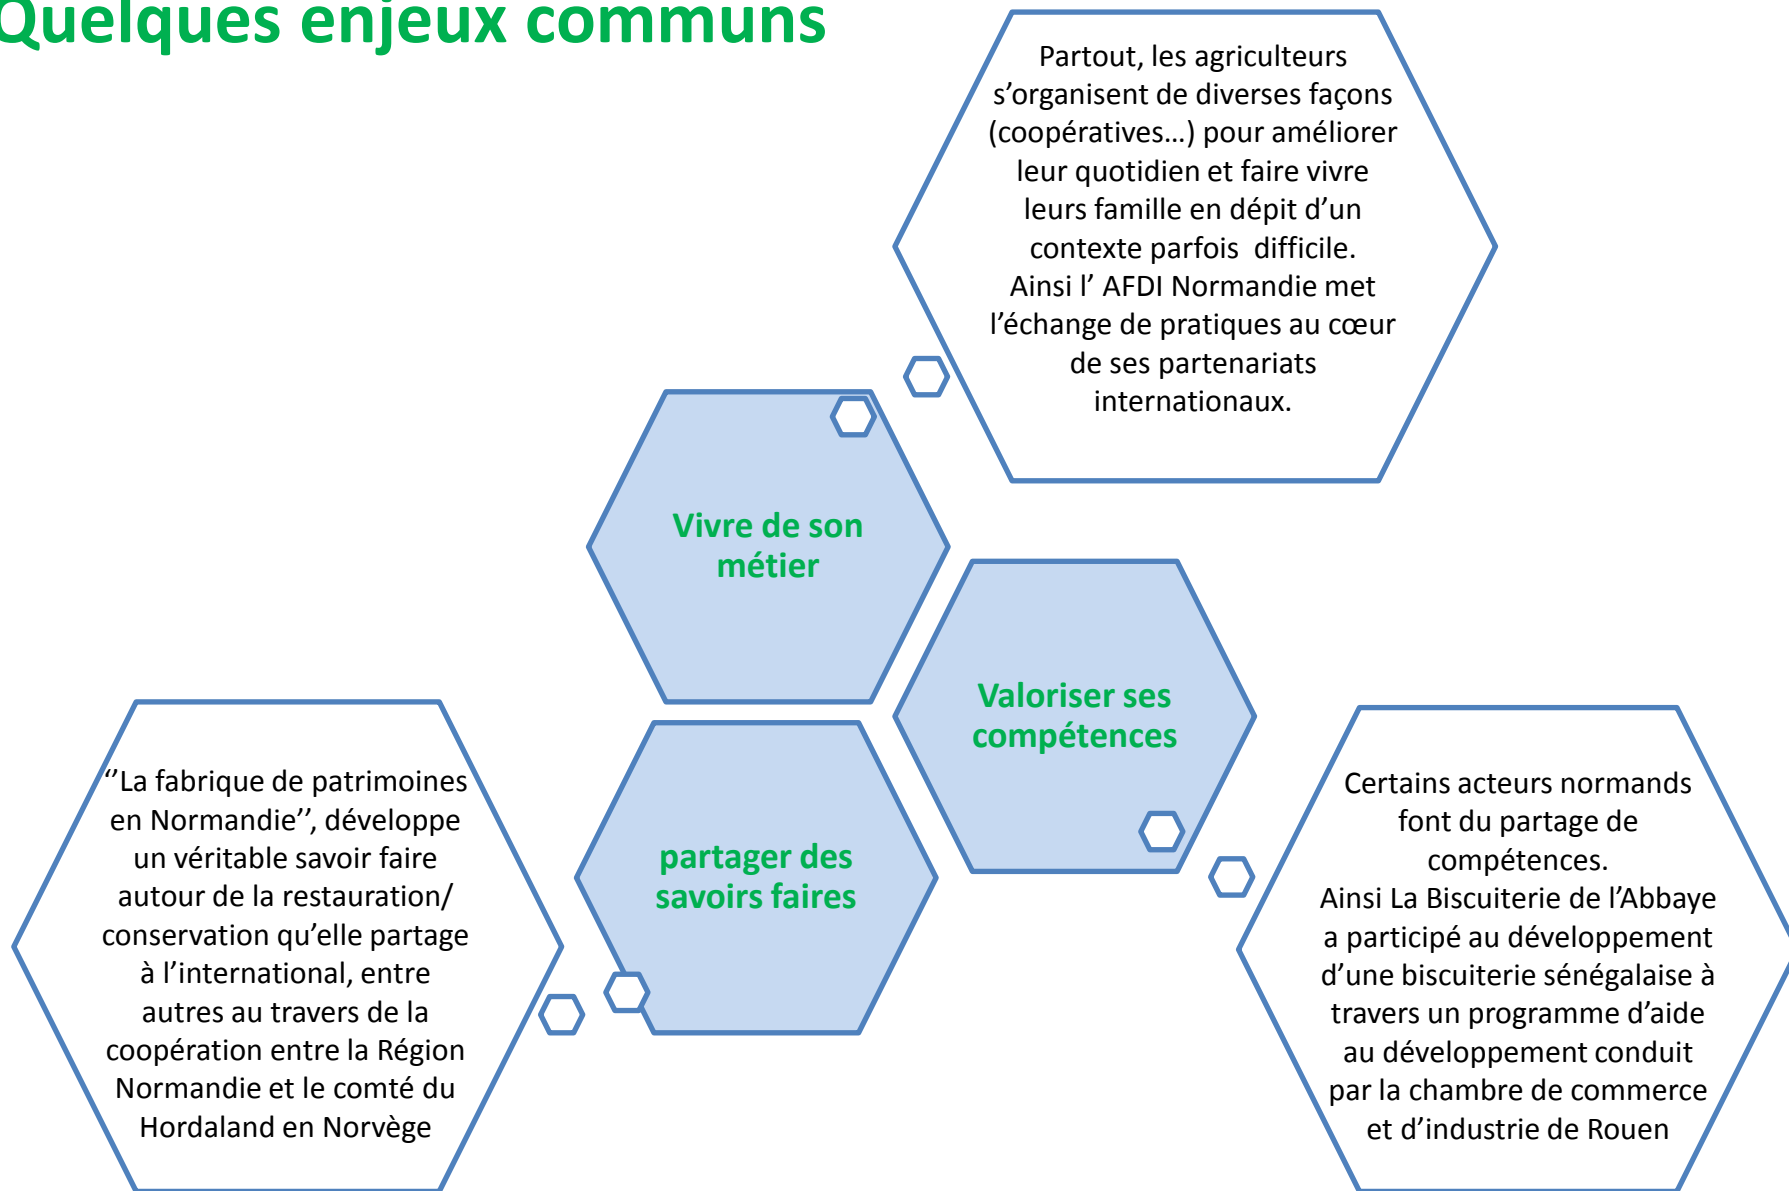 Quelques enjeux communs
Partout, les agriculteurs
s’organisent de diverses façons
(coopératives…) pour améliorer
leur quotidien et faire vivre
leurs famille en dépit d’un
contexte parfois  difficile.
Ainsi l’ AFDI Normandie met
l’échange de pratiques au cœur
de ses partenariats
internationaux.
Vivre de son
métier
Valoriser ses
compétences
partager des
savoirs faires
‘’La fabrique de patrimoines
en Normandie’’, développe
un véritable savoir faire
autour de la restauration/
conservation qu’elle partage
à l’international, entre
autres au travers de la
coopération entre la Région
Normandie et le comté du
Hordaland en Norvège
Certains acteurs normands
font du partage de
compétences.
Ainsi La Biscuiterie de l’Abbaye
a participé au développement
d’une biscuiterie sénégalaise à
travers un programme d’aide
au développement conduit
par la chambre de commerce
et d’industrie de Rouen